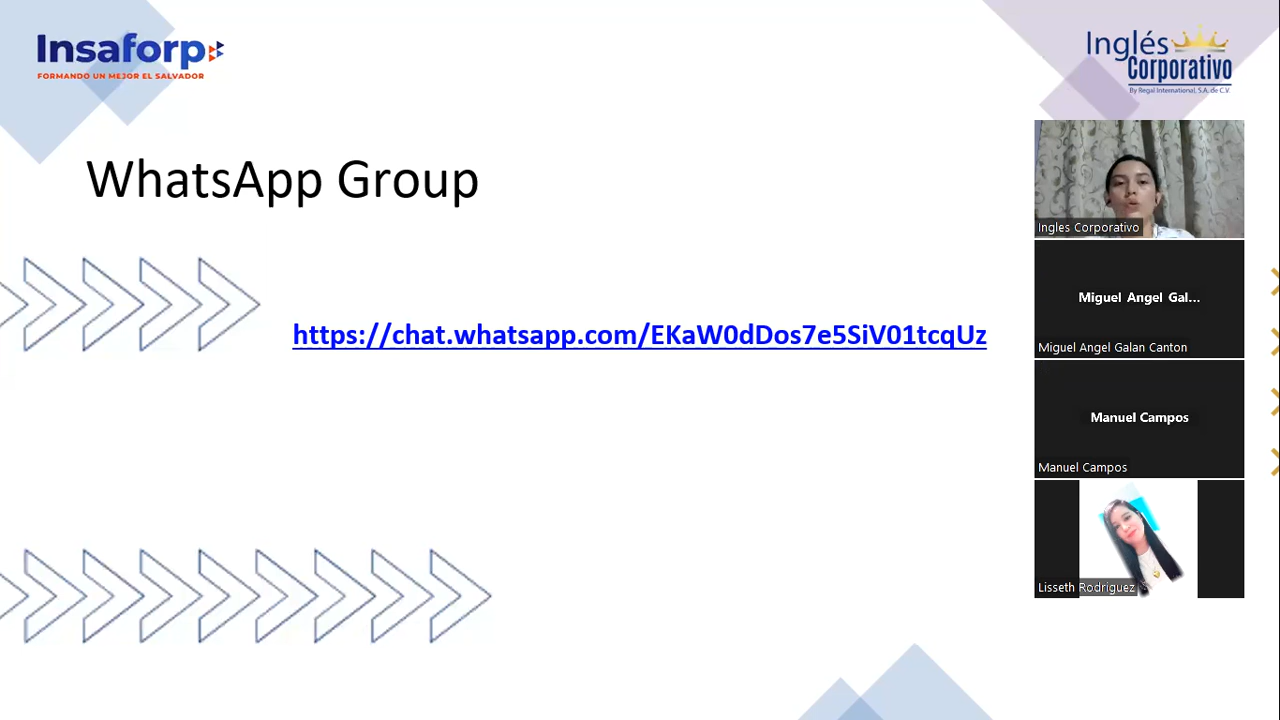 Insaforp
FORMANDO UN MEJOR EL SALVADOR
Inglés
Corporativo
By Regal International, S.A. de C.V.
WhatsApp Group
https://chat.whatsapp.com/EKaW0dDos7e5SiV01tcqUz
Ingles Corporativo
Miguel Angel Gal...
Miguel Angel Galan Canton
Manuel Campos
Manuel Campos
Lisseth Rodriguez